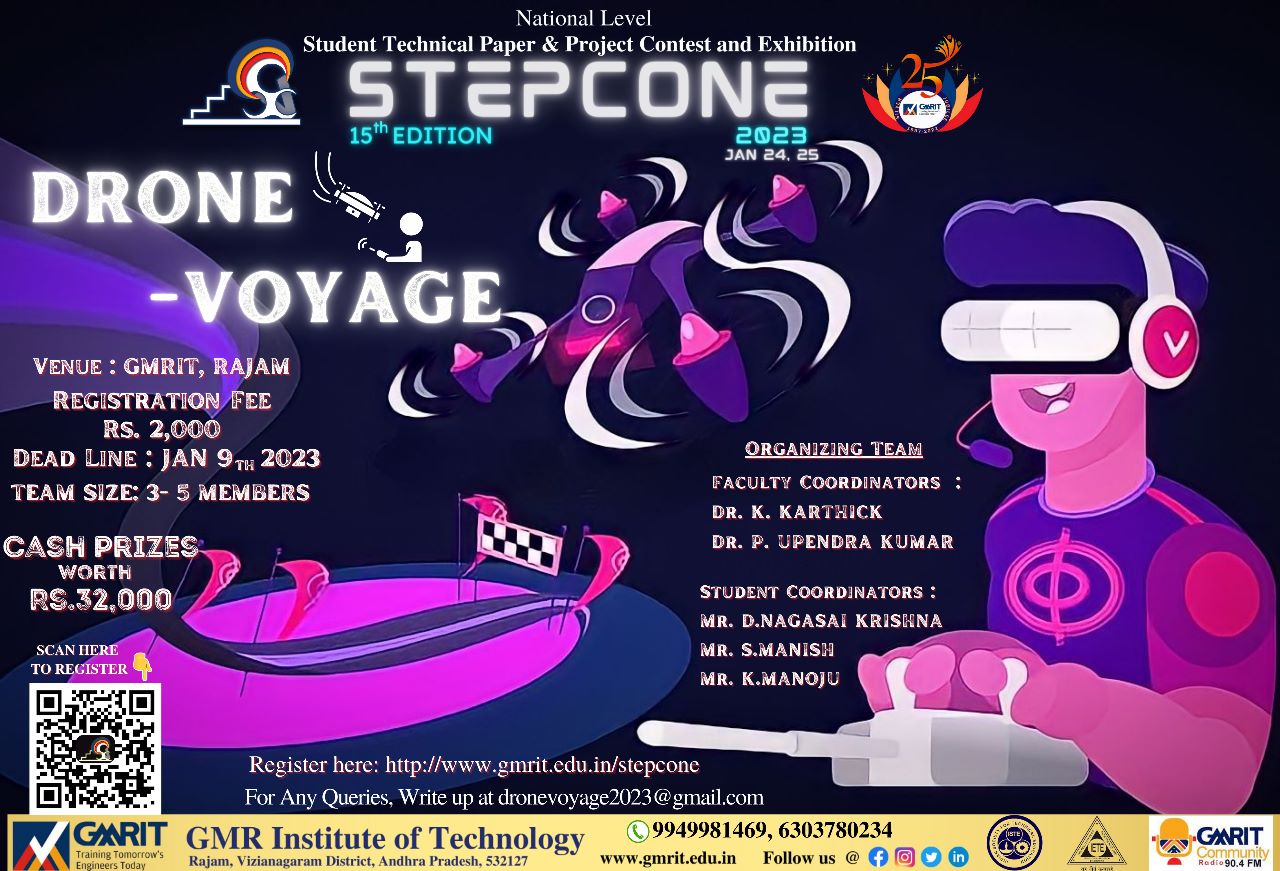 National Level
Student Technical Paper & Project Contest and Exhibition
STEPCONE
15th EDITION
2023
JAN 24, 25
25
GMRIT
DRONE
-VOYAGE
VENUE : GMRIT, RAJAM
REGISTRATION FEE
RS. 2,000
DEAD LINE : JAN 9TH 2023
TEAM SIZE: 3- 5 MEMBERS
CASH PRIZES
WORTH
RS.32,000
SCAN HERE
TO REGISTER
ORGANIZING TEAM
FACULTY COORDINATORS :
DR. K. KARTHICK
DR. P. UPENDRA KUMAR
STUDENT COORDINATORS :
MR. D.NAGASAI KRISHNA
MR. S.MANISH
MR. K.MANOJU
Register here: http://www.gmrit.edu.in/stepcone
For Any Queries, Write up at dronevoyage2023@gmail.com
GMRIT
Training Tomorrow's
Engineers Today
GMR Institute of Technology
Rajam, Vizianagaram District, Andhra Pradesh, 532127
9949981469, 6303780234
www.gmrit.edu.in Follow us @
ISTE
IETE
GMRIT
Community
Radio 90.4 FM